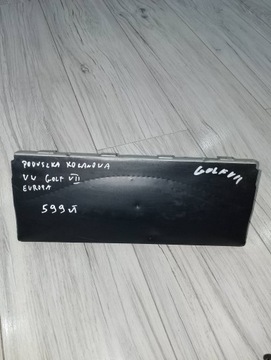 PODUSZKA KOLANOWA
VW GOLF VII
EUROPA
599 zł
GOLF VII